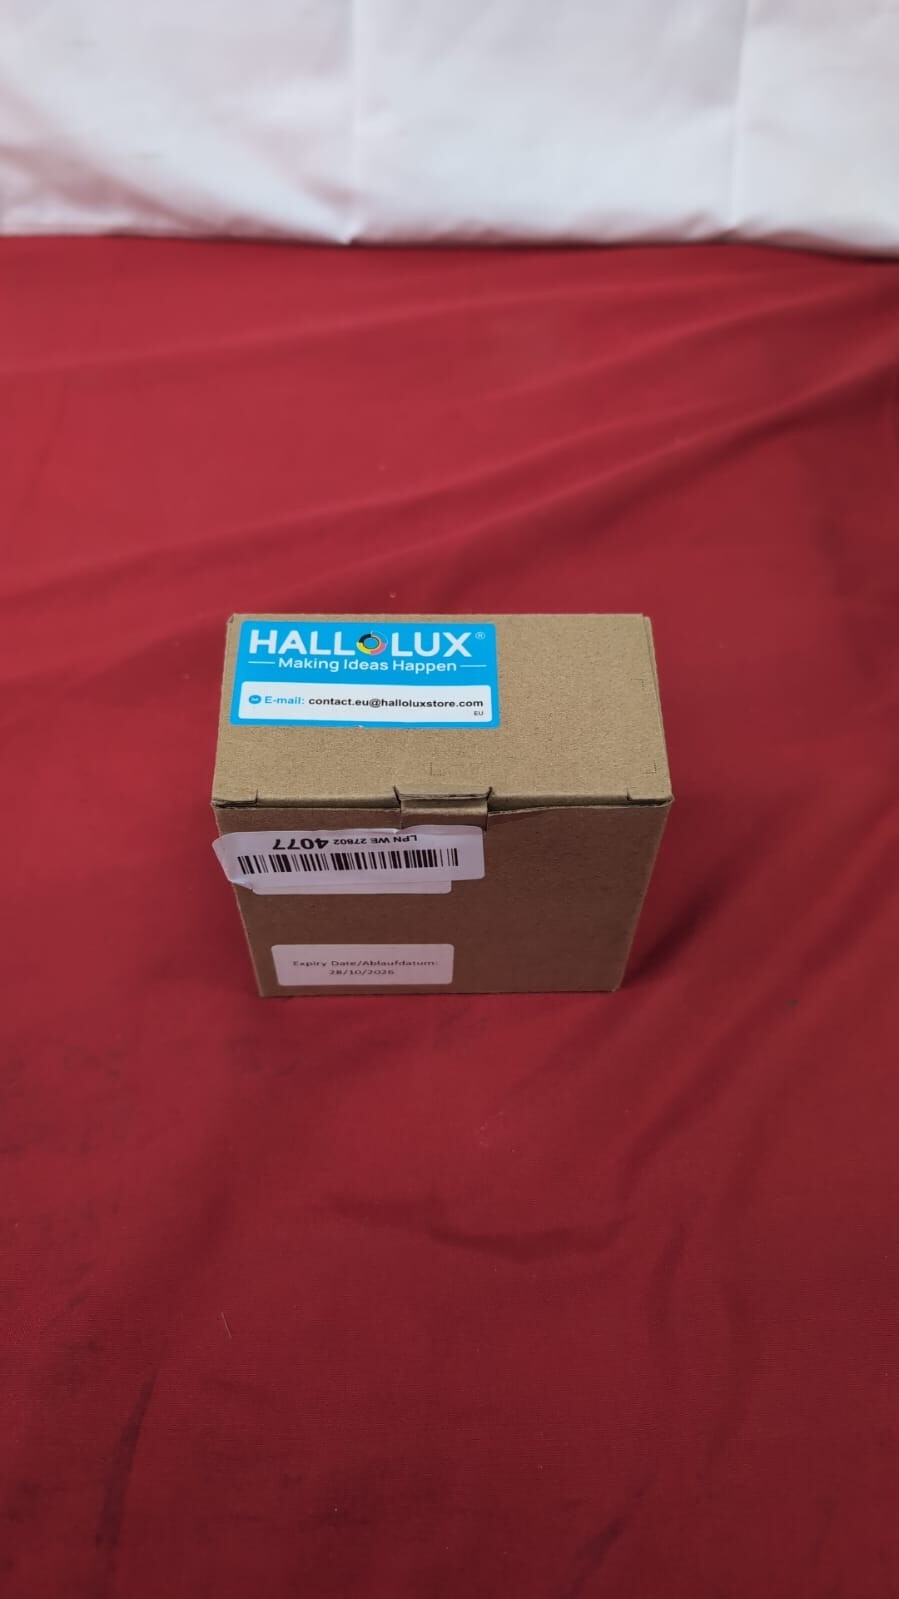 HALLOLUX®
Making Ideas Happen
E-mail: contact.eu@halloluxstore.com
EU
LPN WE 27802 4077
Expiry Date/Ablaufdatum:
28/10/2026